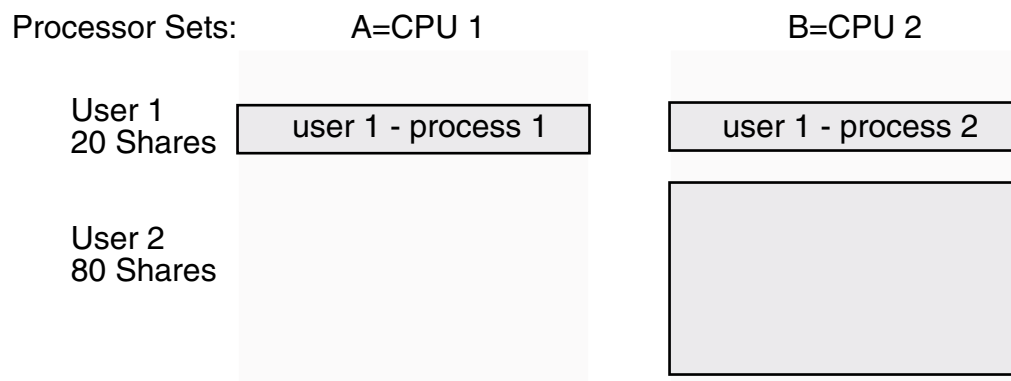 Processor Sets: A=CPU 1 B=CPU 2
User 1
20 Shares
user 1 - process 1
user 1 - process 2
User 2
80 Shares